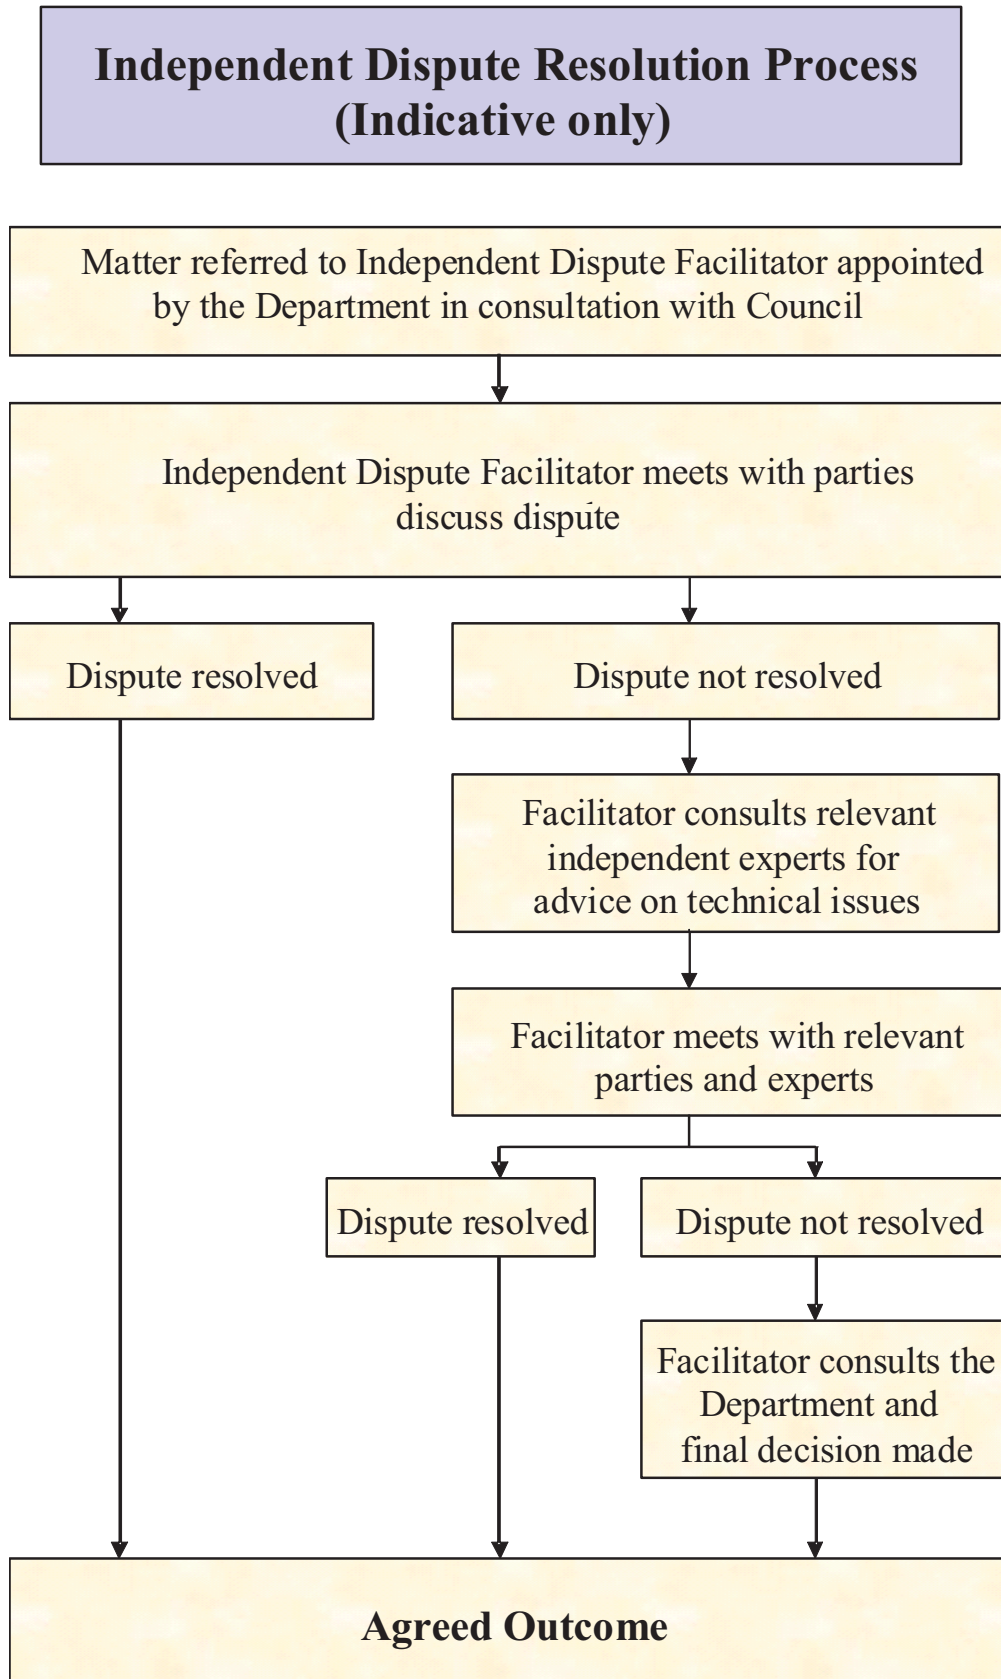 Independent Dispute Resolution Process
(Indicative only)
Matter referred to Independent Dispute Facilitator appointed
by the Department in consultation with Council
Independent Dispute Facilitator meets with parties
discuss dispute
Dispute resolved
Dispute not resolved
Facilitator consults relevant
independent experts for
advice on technical issues
Facilitator meets with relevant
parties and experts
Dispute resolved
Dispute not resolved
Facilitator consults the
Department and
final decision made
Agreed Outcome